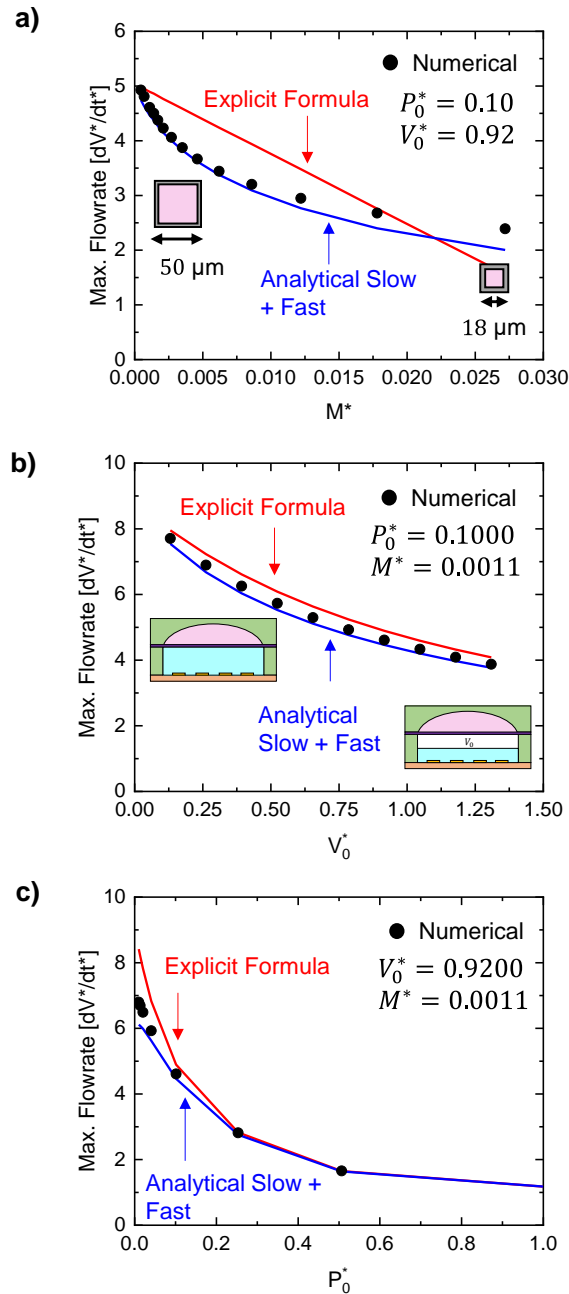 a)
Numerical
Explicit Formula
P₀* = 0.10
V₀* = 0.92
50 μm
Analytical Slow
+ Fast
18 μm
Max. Flowrate [dV*/dt*]
6
5
4
3
2
1
0
0.000 0.005 0.010 0.015 0.020 0.025 0.030
M*
b)
Numerical
Explicit Formula
P₀* = 0.1000
M* = 0.0011
Analytical
Slow + Fast
V₀
Max. Flowrate [dV*/dt*]
10
8
6
4
2
0
0.00 0.25 0.50 0.75 1.00 1.25 1.50
V₀*
c)
Numerical
Explicit Formula
V₀* = 0.9200
M* = 0.0011
Analytical Slow +
Fast
Max. Flowrate [dV*/dt*]
10
8
6
4
2
0
0.0 0.2 0.4 0.6 0.8 1.0
P₀*